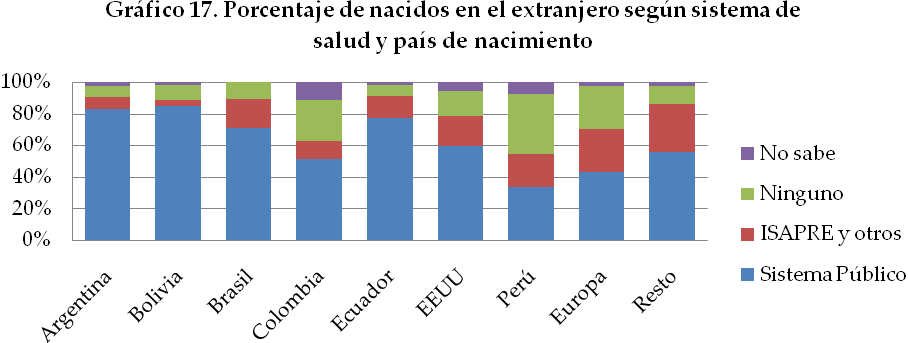 Gráfico 17. Porcentaje de nacidos en el extranjero según sistema de
salud y país de nacimiento
100%
80%
60%
40%
20%
0%
Argentina
Bolivia
Brasil
Colombia
Ecuador
EEUU
Perú
Europa
Resto
No sabe
Ninguno
ISAPRE y otros
Sistema Público